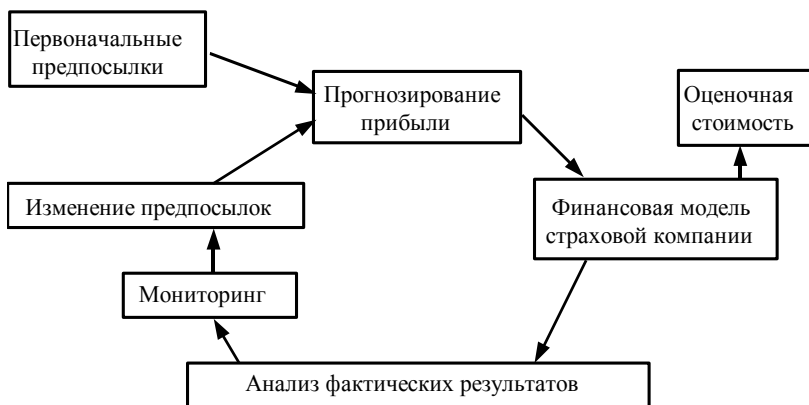 Первоначальные
предпосылки
Прогнозирование
прибыли
Оценочная
стоимость
Изменение предпосылок
Финансовая модель
страховой компании
Мониторинг
Анализ фактических результатов